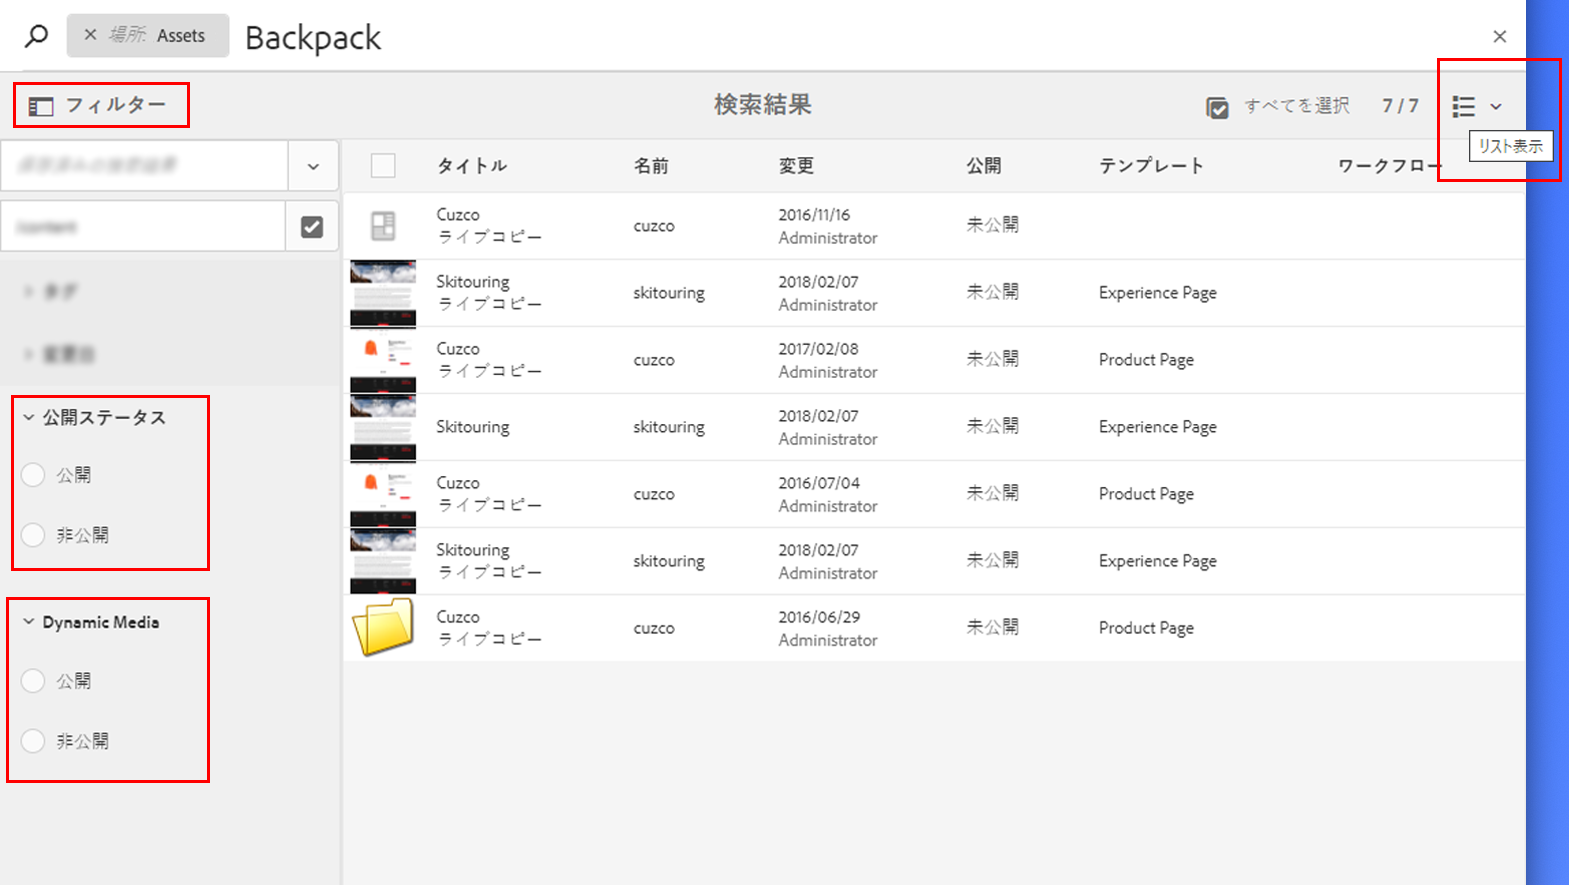 場所: Assets
Backpack
フィルター
検索結果
すべてを選択
7 / 7
リスト表示
タイトル 名前 変更 公開 テンプレート ワークフロー
Cuzco
ライブコピー
cuzco
2016/11/16
Administrator
未公開
Skitouring
ライブコピー
skitouring
2018/02/07
Administrator
未公開
Experience Page
Cuzco
ライブコピー
cuzco
2017/02/08
Administrator
未公開
Product Page
Skitouring
skitouring
2018/02/07
Administrator
未公開
Experience Page
Cuzco
ライブコピー
cuzco
2016/07/04
Administrator
未公開
Product Page
Skitouring
ライブコピー
skitouring
2018/02/07
Administrator
未公開
Experience Page
Cuzco
ライブコピー
cuzco
2016/06/29
Administrator
未公開
Product Page
タグ
変更日
公開ステータス
公開
非公開
Dynamic Media
公開
非公開